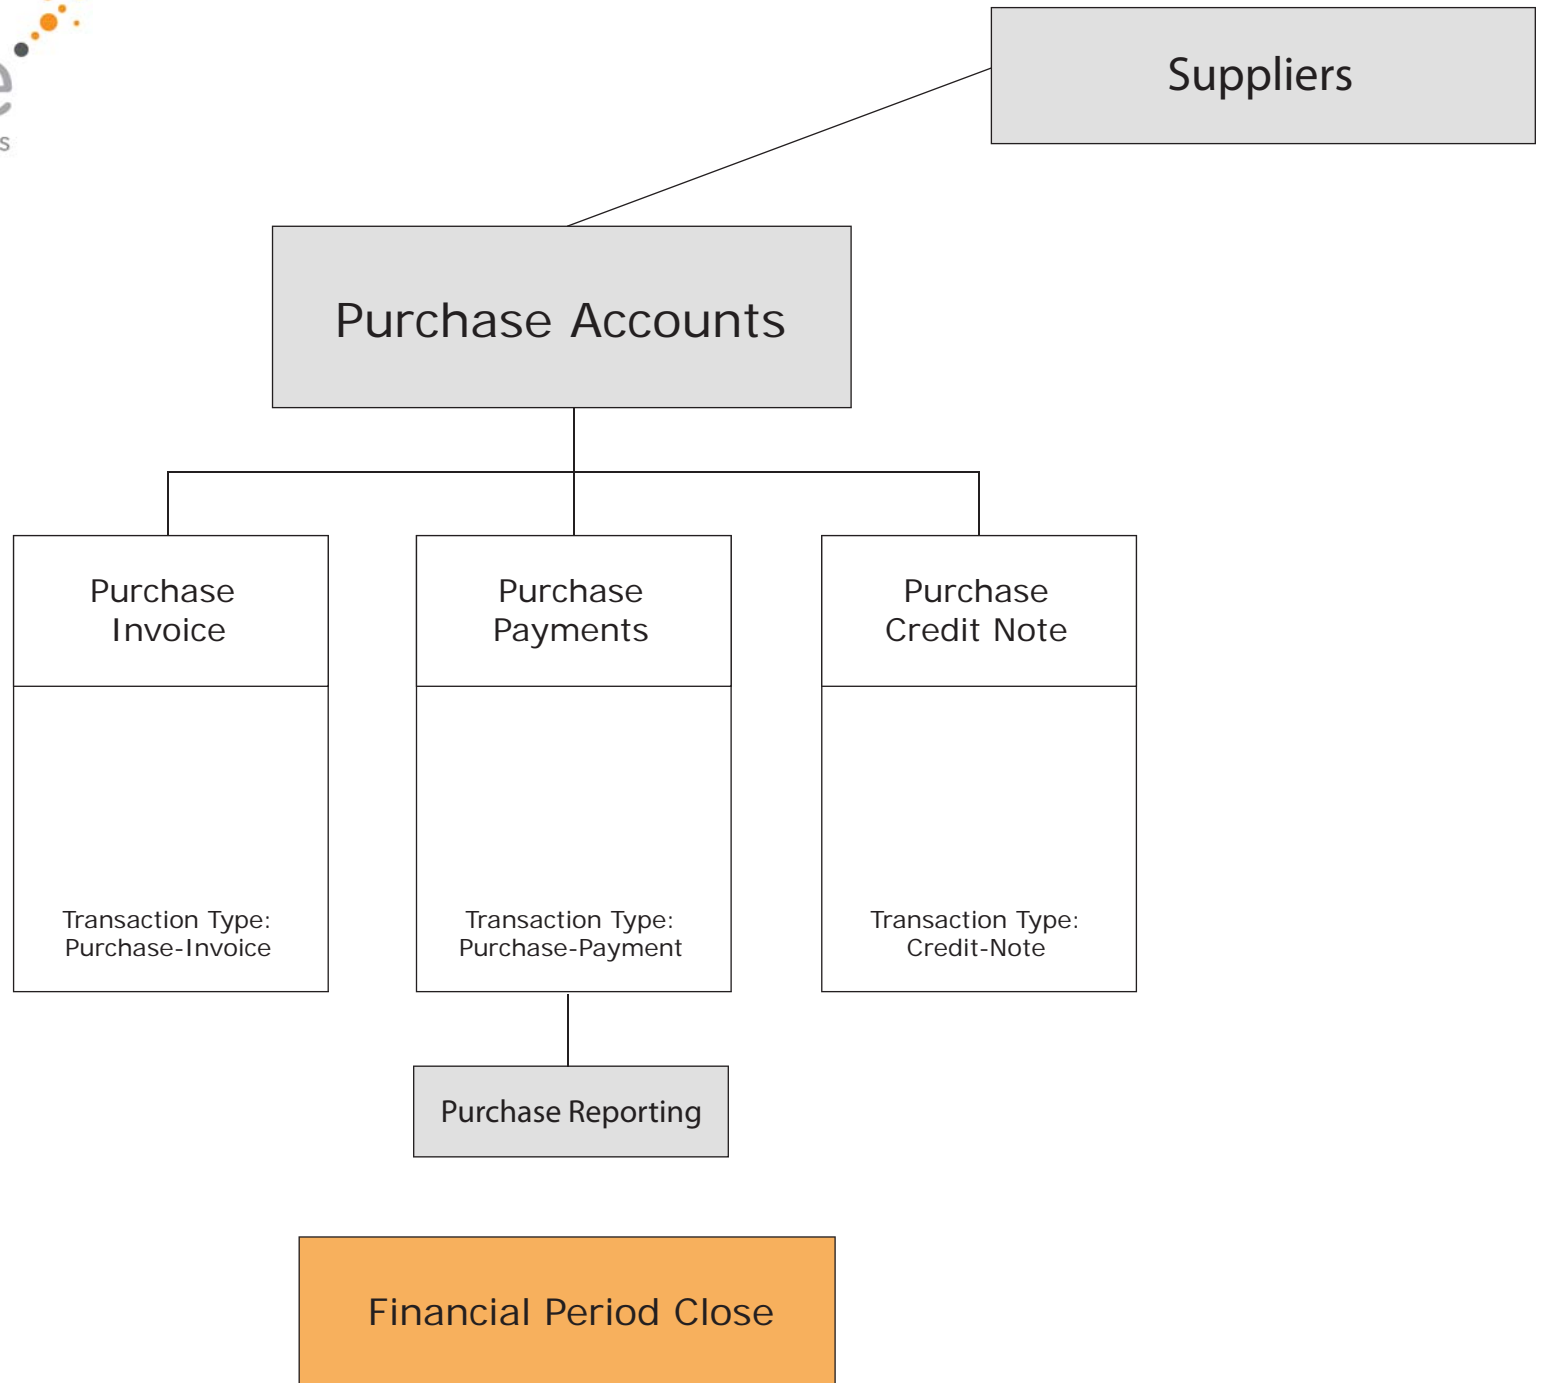 Suppliers
Purchase Accounts
Purchase
Invoice
Purchase
Payments
Purchase
Credit Note
Transaction Type:
Purchase-Invoice
Transaction Type:
Purchase-Payment
Transaction Type:
Credit-Note
Purchase Reporting
Financial Period Close